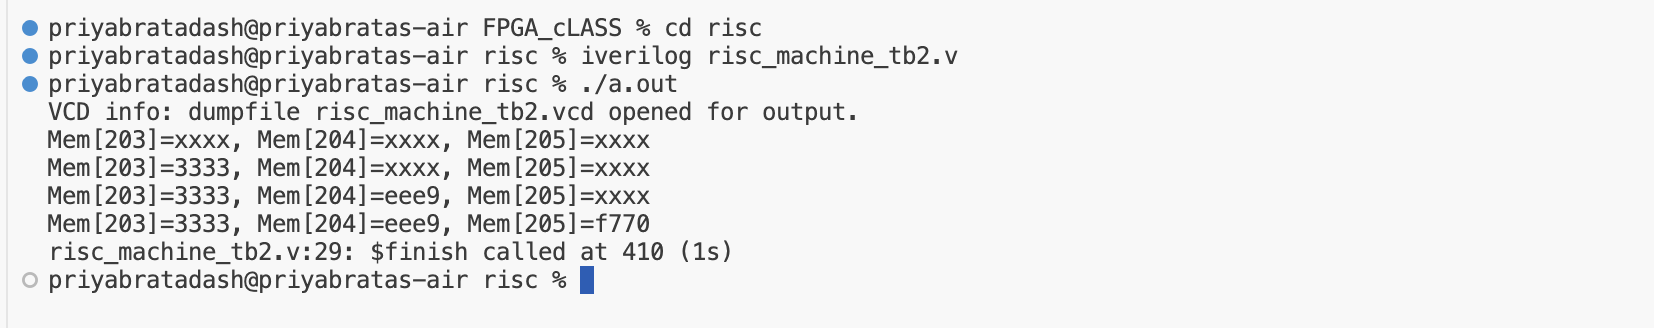 priyabratadash@priyabratas-air FPGA_cLASS % cd risc
priyabratadash@priyabratas-air risc % iverilog risc_machine_tb2.v
priyabratadash@priyabratas-air risc % ./a.out
VCD info: dumpfile risc_machine_tb2.vcd opened for output.
Mem[203]=xxxx, Mem[204]=xxxx, Mem[205]=xxxx
Mem[203]=3333, Mem[204]=xxxx, Mem[205]=xxxx
Mem[203]=3333, Mem[204]=eee9, Mem[205]=xxxx
Mem[203]=3333, Mem[204]=eee9, Mem[205]=f770
risc_machine_tb2.v:29: $finish called at 410 (1s)
priyabratadash@priyabratas-air risc %